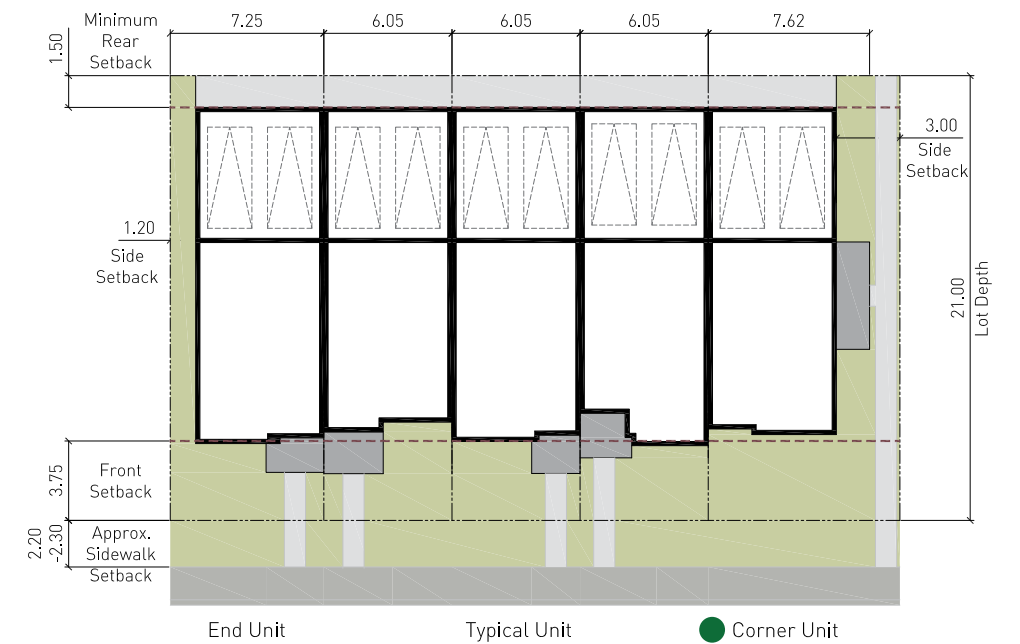 Minimum
Rear
Setback
1.50
7.25
6.05
6.05
6.05
7.62
3.00
Side
Setback
1.20
Side
Setback
21.00
Lot Depth
3.75
Front
Setback
2.20
-2.30
Approx.
Sidewalk
Setback
End Unit
Typical Unit
Corner Unit